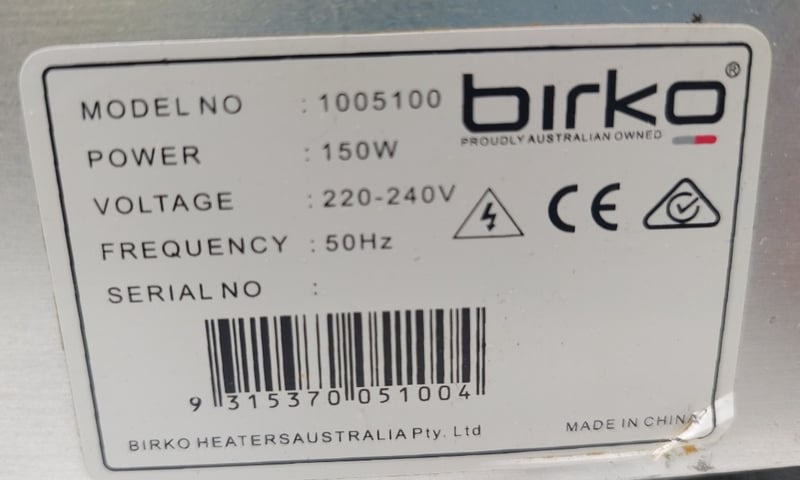 birko®
PROUDLY AUSTRALIAN OWNED
MODEL NO : 1005100
POWER : 150W
VOLTAGE : 220-240V
FREQUENCY : 50Hz
SERIAL NO :
CE
9 315370 051004
BIRKO HEATERSAUSTRALIA Pty. Ltd
MADE IN CHINA